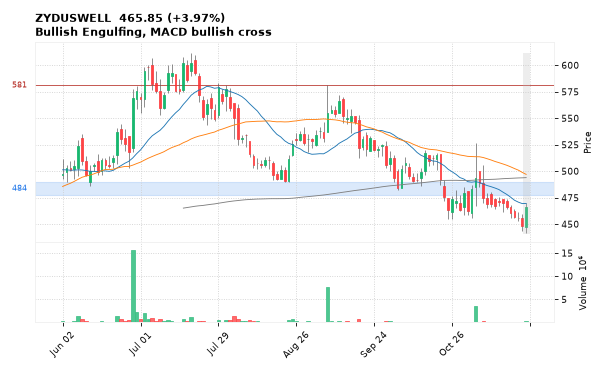 ZYDUSWELL 465.85 (+3.97%)
Bullish Engulfing, MACD bullish cross
600
581
575
550
525
500
484
475
450
Price
15
10
5
Volume 10⁶
Jun 02
Jul 01
Jul 29
Aug 26
Sep 24
Oct 26